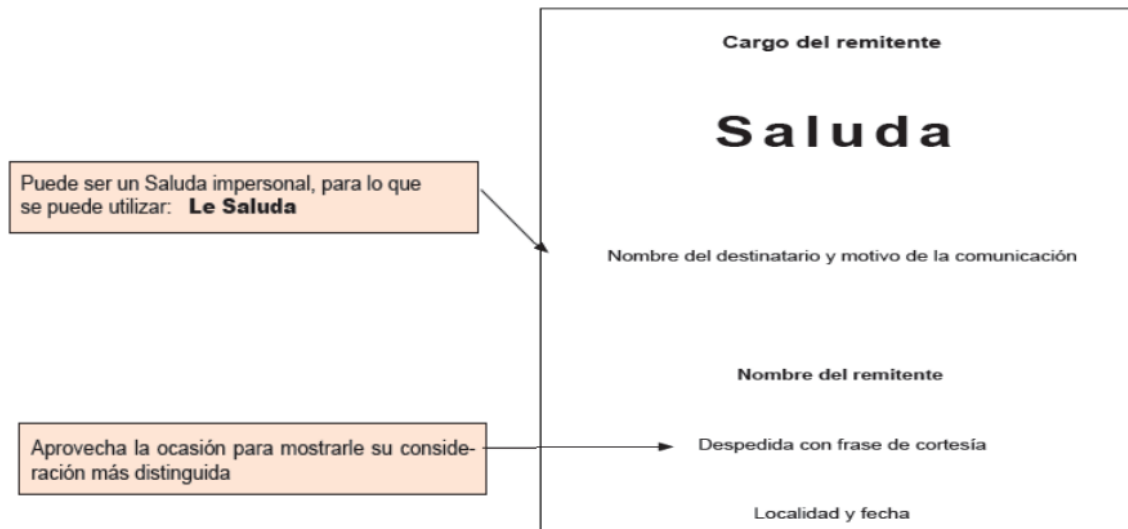 Cargo del remitente
Saluda
Puede ser un Saluda impersonal, para lo que
se puede utilizar: Le Saluda
Nombre del destinatario y motivo de la comunicación
Nombre del remitente
Aprovecha la ocasión para mostrarle su conside-
ración más distinguida
Despedida con frase de cortesía
Localidad y fecha